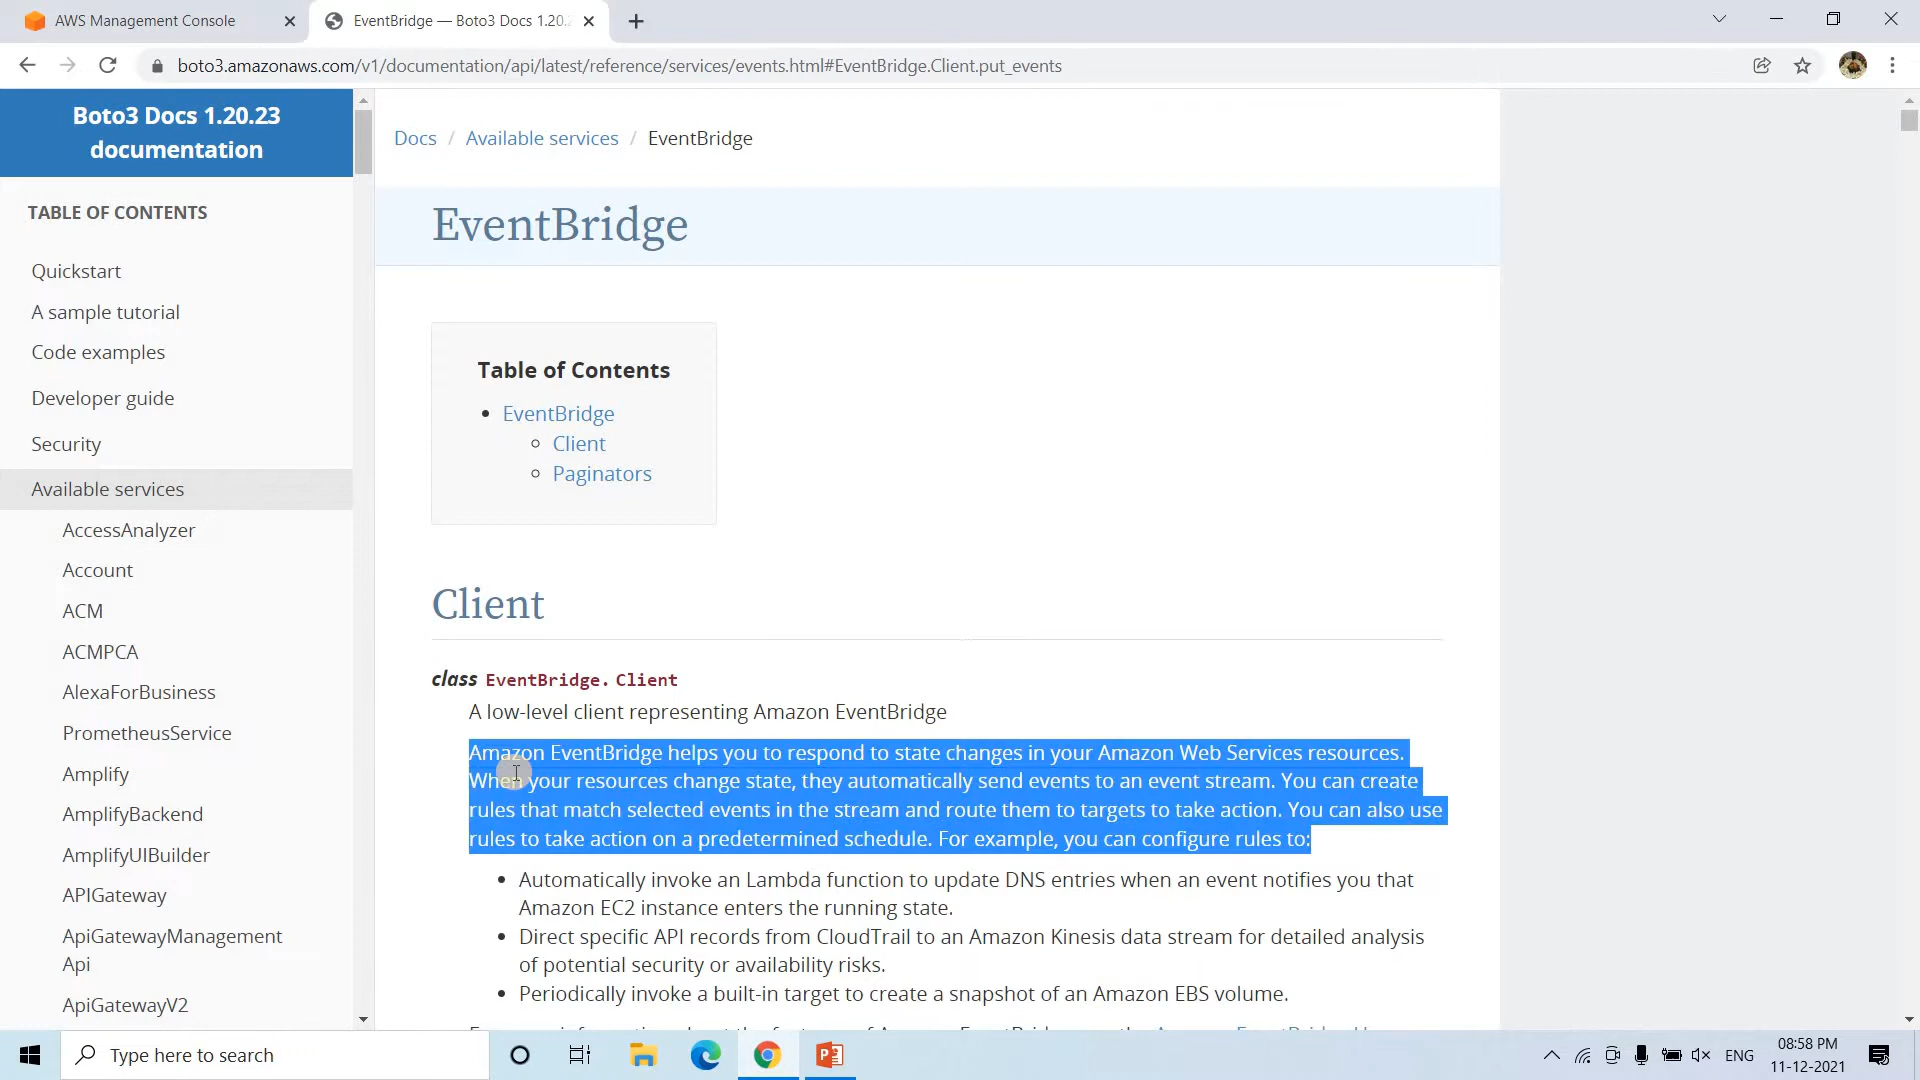 AWS Management Console
EventBridge — Boto3 Docs 1.20.2
boto3.amazonaws.com/v1/documentation/api/latest/reference/services/events.html#EventBridge.Client.put_events
Boto3 Docs 1.20.23
documentation
TABLE OF CONTENTS
Quickstart
A sample tutorial
Code examples
Developer guide
Security
Available services
AccessAnalyzer
Account
ACM
ACMPCA
AlexaForBusiness
PrometheusService
Amplify
AmplifyBackend
AmplifyUIBuilder
APIGateway
ApiGatewayManagement
Api
ApiGatewayV2
Docs / Available services / EventBridge
EventBridge
Table of Contents
• EventBridge
◦ Client
◦ Paginators
Client
class EventBridge.Client
A low-level client representing Amazon EventBridge
Amazon EventBridge helps you to respond to state changes in your Amazon Web Services resources.
When your resources change state, they automatically send events to an event stream. You can create
rules that match selected events in the stream and route them to targets to take action. You can also use
rules to take action on a predetermined schedule. For example, you can configure rules to:
• Automatically invoke an Lambda function to update DNS entries when an event notifies you that
Amazon EC2 instance enters the running state.
• Direct specific API records from CloudTrail to an Amazon Kinesis data stream for detailed analysis
of potential security or availability risks.
• Periodically invoke a built-in target to create a snapshot of an Amazon EBS volume.
Type here to search
ENG
08:58 PM
11-12-2021